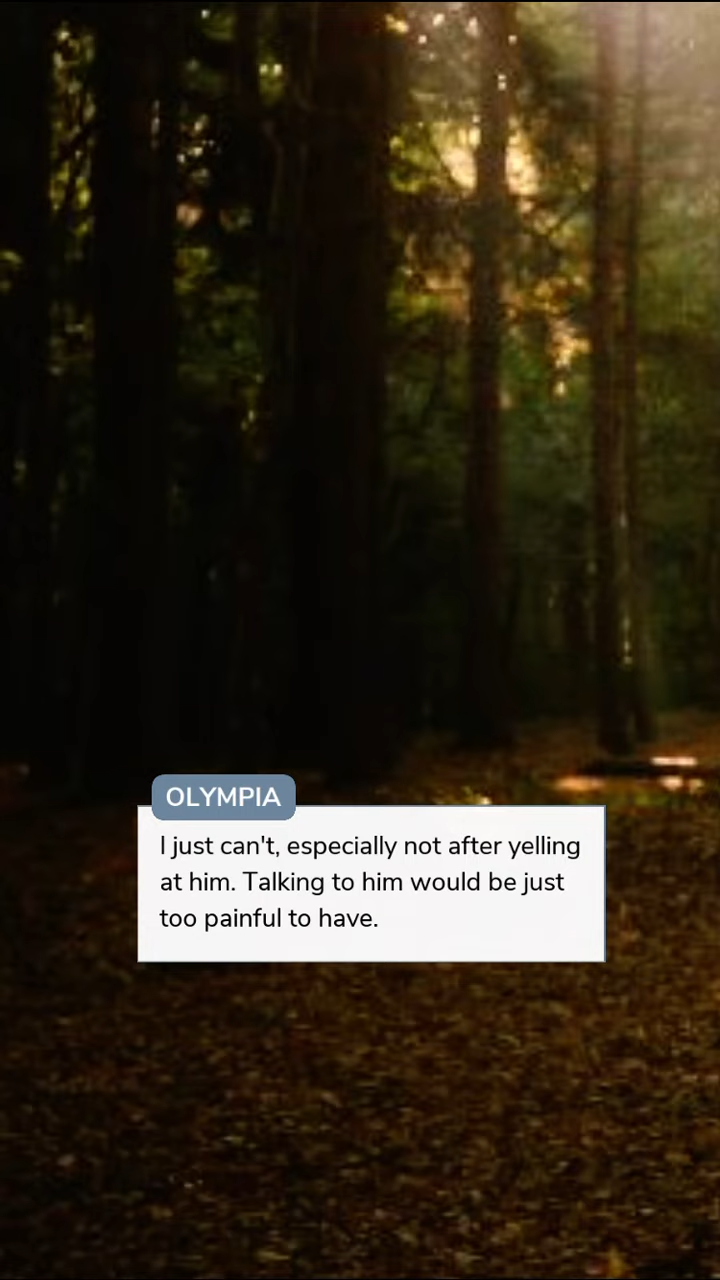 OLYMPIA
I just can't, especially not after yelling
at him. Talking to him would be just
too painful to have.